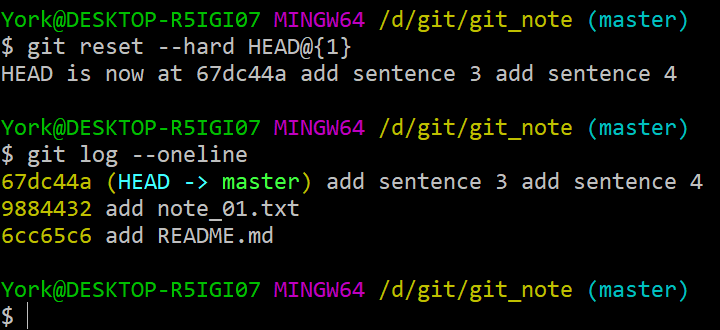 York@DESKTOP-R5IGI07 MINGW64 /d/git/git_note (master)
$ git reset --hard HEAD@{1}
HEAD is now at 67dc44a add sentence 3 add sentence 4
York@DESKTOP-R5IGI07 MINGW64 /d/git/git_note (master)
$ git log --oneline
67dc44a (HEAD -> master) add sentence 3 add sentence 4
9884432 add note_01.txt
6cc65c6 add README.md
York@DESKTOP-R5IGI07 MINGW64 /d/git/git_note (master)
$